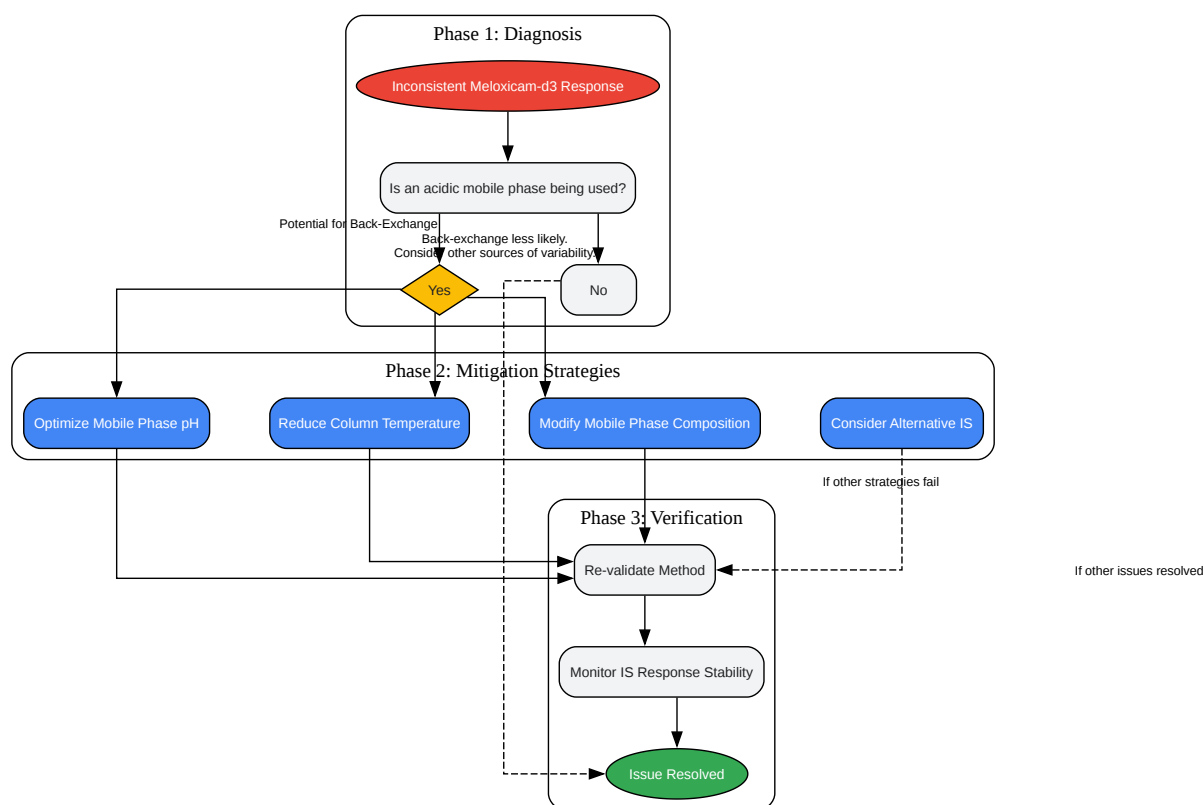 Phase 1: Diagnosis
Inconsistent Meloxicam-d3 Response
Is an acidic mobile phase being used?
Potential for Back-Exchange
Back-exchange less likely.
Consider other sources of variability.
Yes
No
Phase 2: Mitigation Strategies
Optimize Mobile Phase pH
Reduce Column Temperature
Modify Mobile Phase Composition
Consider Alternative IS
If other strategies fail
Phase 3: Verification
Re-validate Method
If other issues resolved
Monitor IS Response Stability
Issue Resolved